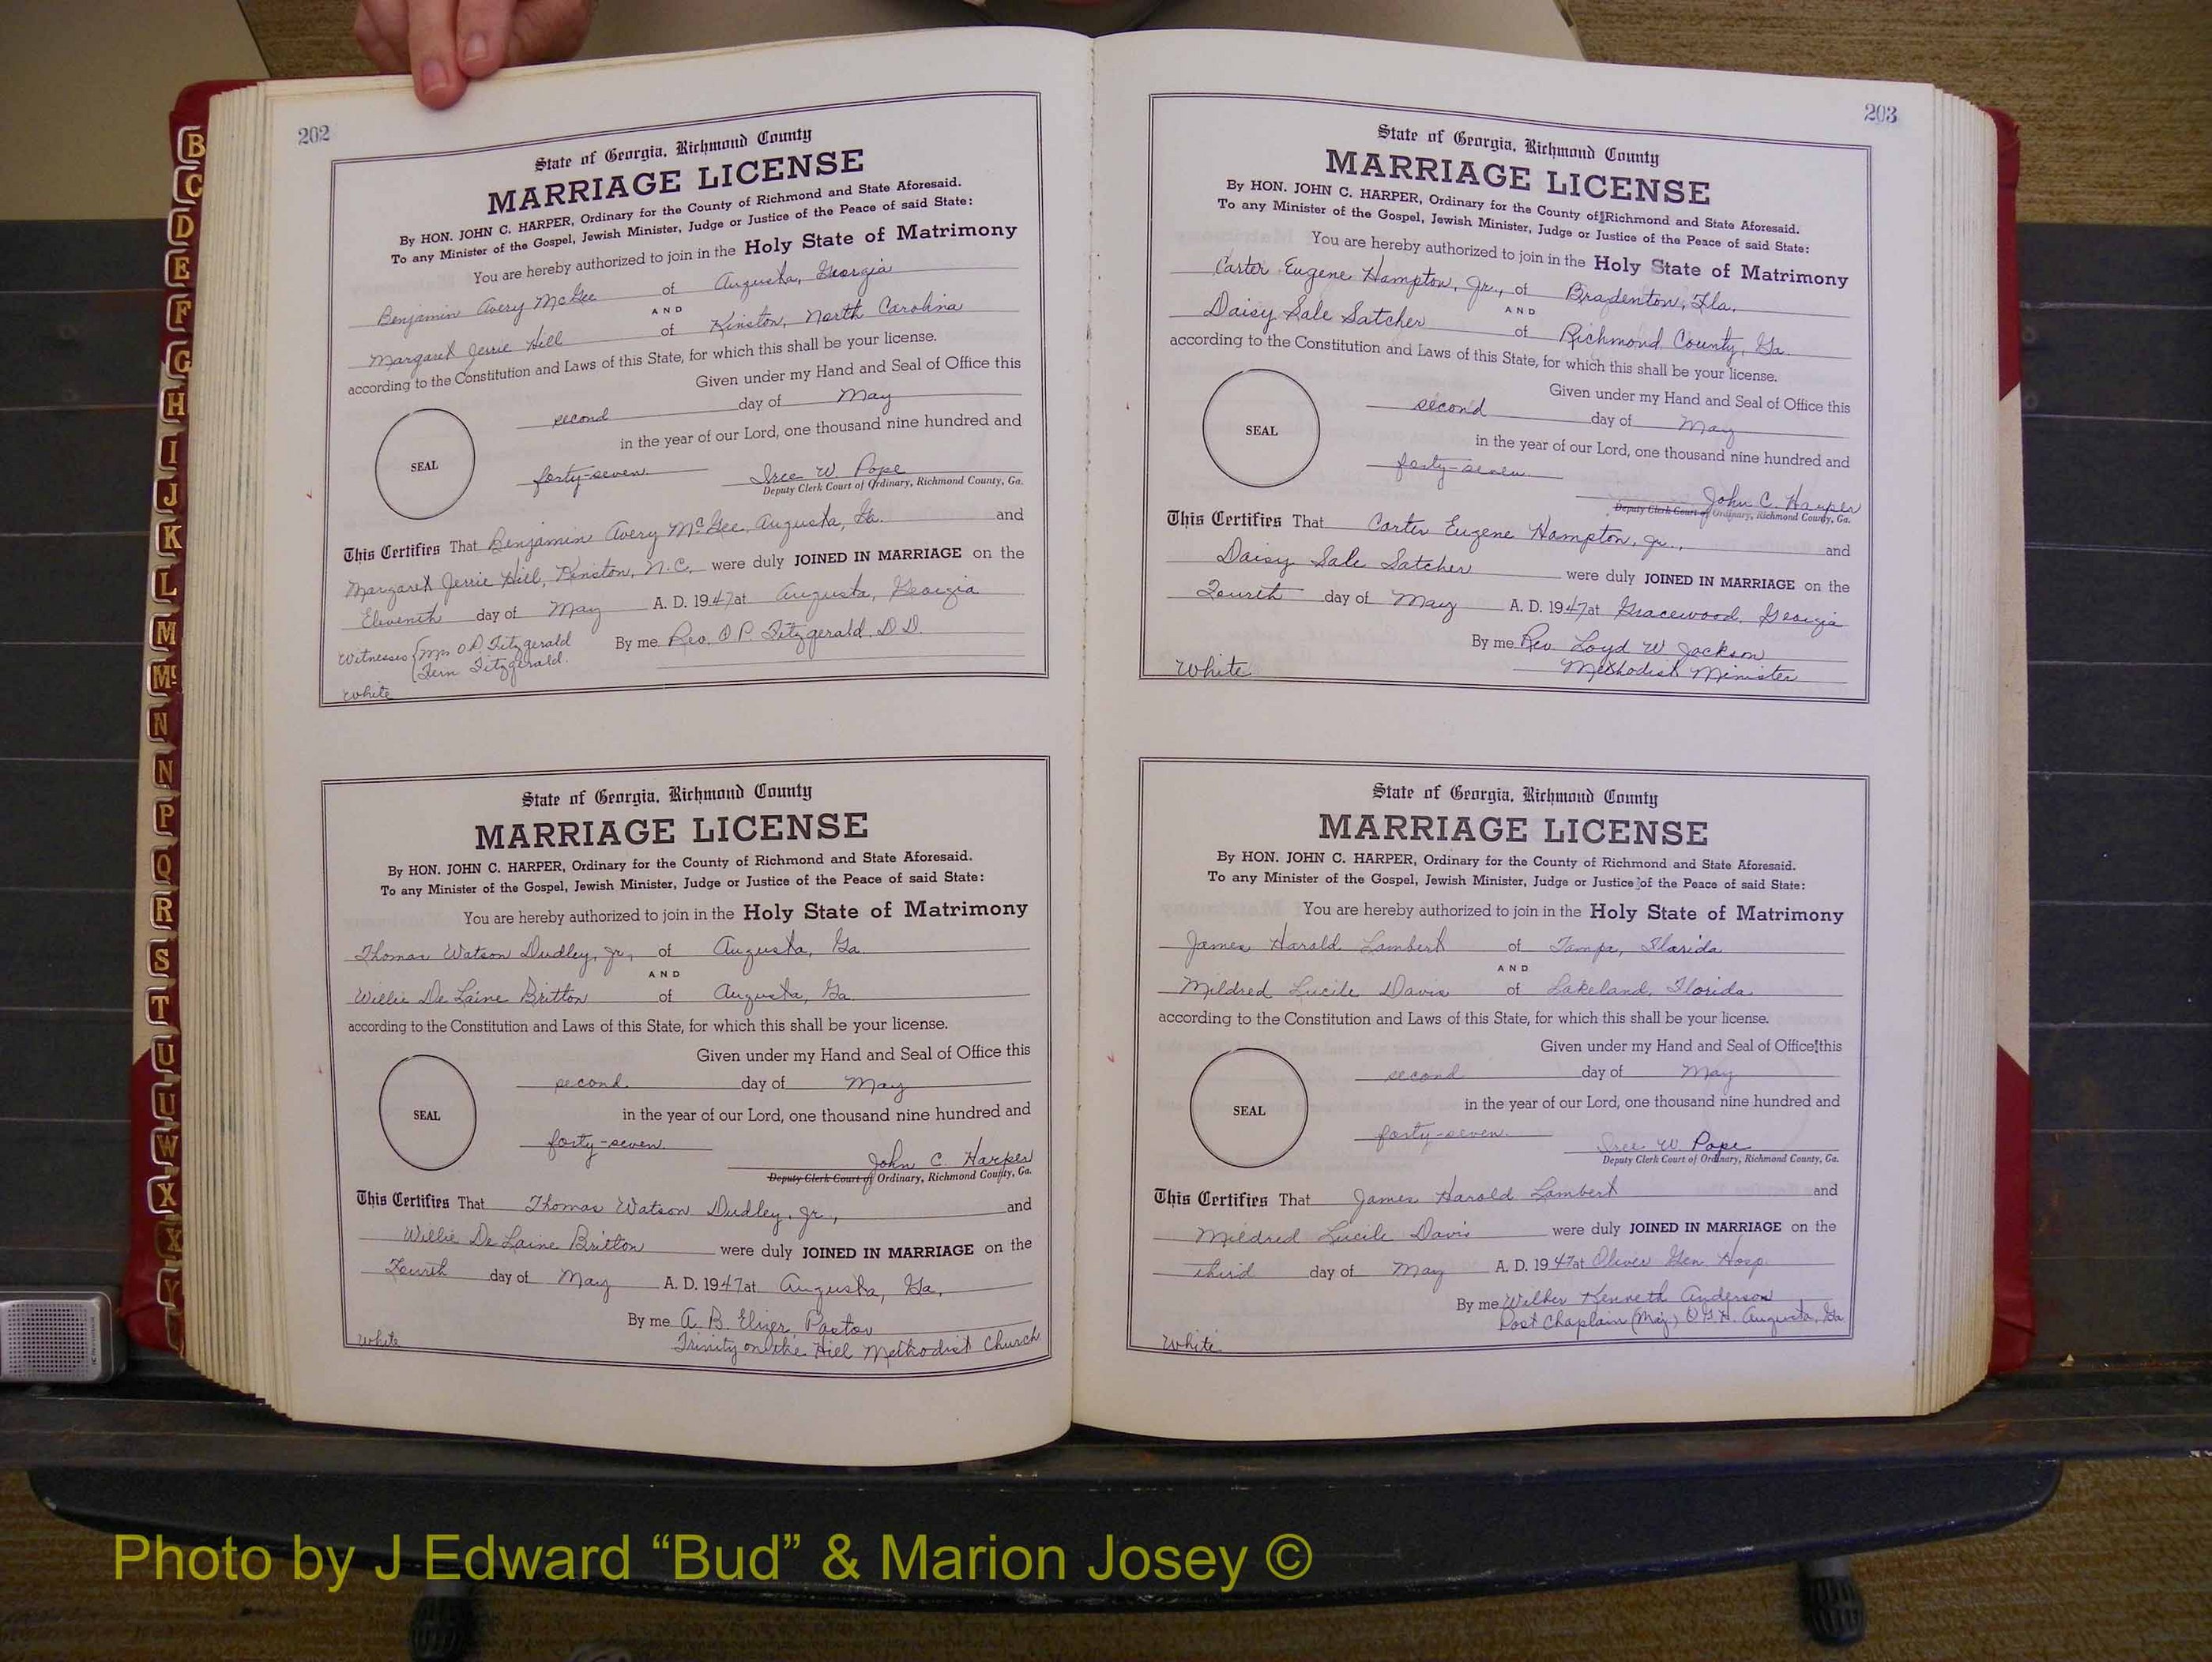 202
State of Georgia, Richmond County
MARRIAGE LICENSE
By HON. JOHN C. HARPER, Ordinary for the County of Richmond and State Aforesaid.
To any Minister of the Gospel, Jewish Minister, Judge or Justice of the Peace of said State:
You are hereby authorized to join in the Holy State of Matrimony
Benjamin Avery McGee of Augusta, Georgia
AND
Margaret Jerrie Hill of Kinston, North Carolina
according to the Constitution and Laws of this State, for which this shall be your license.
Given under my Hand and Seal of Office this
second day of May
in the year of our Lord, one thousand nine hundred and
SEAL
forty-seven. W. Pope
Deputy Clerk Court of Ordinary, Richmond County, Ga.
This Certifies That Benjamin Avery McGee, Augusta, Ga. and
Margaret Jerrie Hill, Kinston, N.C. were duly JOINED IN MARRIAGE on the
Eleventh day of May A. D. 1947 at Augusta, Georgia
Witnesses { Mrs O.P. Fitzgerald By me Rev. O P. Fitzgerald. D.D.
Fern Fitzgerald.
White
State of Georgia, Richmond County
MARRIAGE LICENSE
By HON. JOHN C. HARPER, Ordinary for the County of Richmond and State Aforesaid.
To any Minister of the Gospel, Jewish Minister, Judge or Justice of the Peace of said State:
You are hereby authorized to join in the Holy State of Matrimony
Thomas Watson Dudley, Jr., of Augusta, Ga.
AND
Willie De Laine Britton of Augusta, Ga.
according to the Constitution and Laws of this State, for which this shall be your license.
Given under my Hand and Seal of Office this
second day of May
SEAL
in the year of our Lord, one thousand nine hundred and
forty-seven. John C. Harper
Deputy Clerk Court of Ordinary, Richmond County, Ga.
This Certifies That Thomas Watson Dudley, Jr., and
Willie De Laine Britton were duly JOINED IN MARRIAGE on the
Fourth day of May A. D. 1947 at Augusta, Ga.
By me A. B. Elizer, Pastor
White Trinity on the Hill Methodist Church
203
State of Georgia, Richmond County
MARRIAGE LICENSE
By HON. JOHN C. HARPER, Ordinary for the County of Richmond and State Aforesaid.
To any Minister of the Gospel, Jewish Minister, Judge or Justice of the Peace of said State:
You are hereby authorized to join in the Holy State of Matrimony
Carter Eugene Hampton, Jr., of Bradenton, Fla.
AND
Daisy Sale Satcher of Richmond County, Ga.
according to the Constitution and Laws of this State, for which this shall be your license.
Given under my Hand and Seal of Office this
second day of May
SEAL
in the year of our Lord, one thousand nine hundred and
forty-seven.
John C. Harper
Deputy Clerk Court of Ordinary, Richmond County, Ga.
This Certifies That Carter Eugene Hampton, Jr., and
Daisy Sale Satcher were duly JOINED IN MARRIAGE on the
Fourth day of May A. D. 1947 at Gracewood, Georgia
By me Rev. Loyd W Jackson
White Methodist Minister
State of Georgia, Richmond County
MARRIAGE LICENSE
By HON. JOHN C. HARPER, Ordinary for the County of Richmond and State Aforesaid.
To any Minister of the Gospel, Jewish Minister, Judge or Justice of the Peace of said State:
You are hereby authorized to join in the Holy State of Matrimony
James Harold Lambert of Tampa, Florida
AND
Mildred Lucile Davis of Lakeland, Florida
according to the Constitution and Laws of this State, for which this shall be your license.
Given under my Hand and Seal of Office this
second day of May
SEAL
in the year of our Lord, one thousand nine hundred and
forty-seven. W. Pope
Deputy Clerk Court of Ordinary, Richmond County, Ga.
This Certifies That James Harold Lambert and
Mildred Lucile Davis were duly JOINED IN MARRIAGE on the
third day of May A. D. 1947 at Oliver Gen. Hosp.
By me Wilber Kenneth Anderson
Post Chaplain (Maj) O.G.H. Augusta, Ga
White
B
C
D
E
F
G
H
I
J
K
L
M
Mc
N
N
P
Q
R
S
T
U
U
W
X
X
Y
Photo by J Edward “Bud” & Marion Josey ©